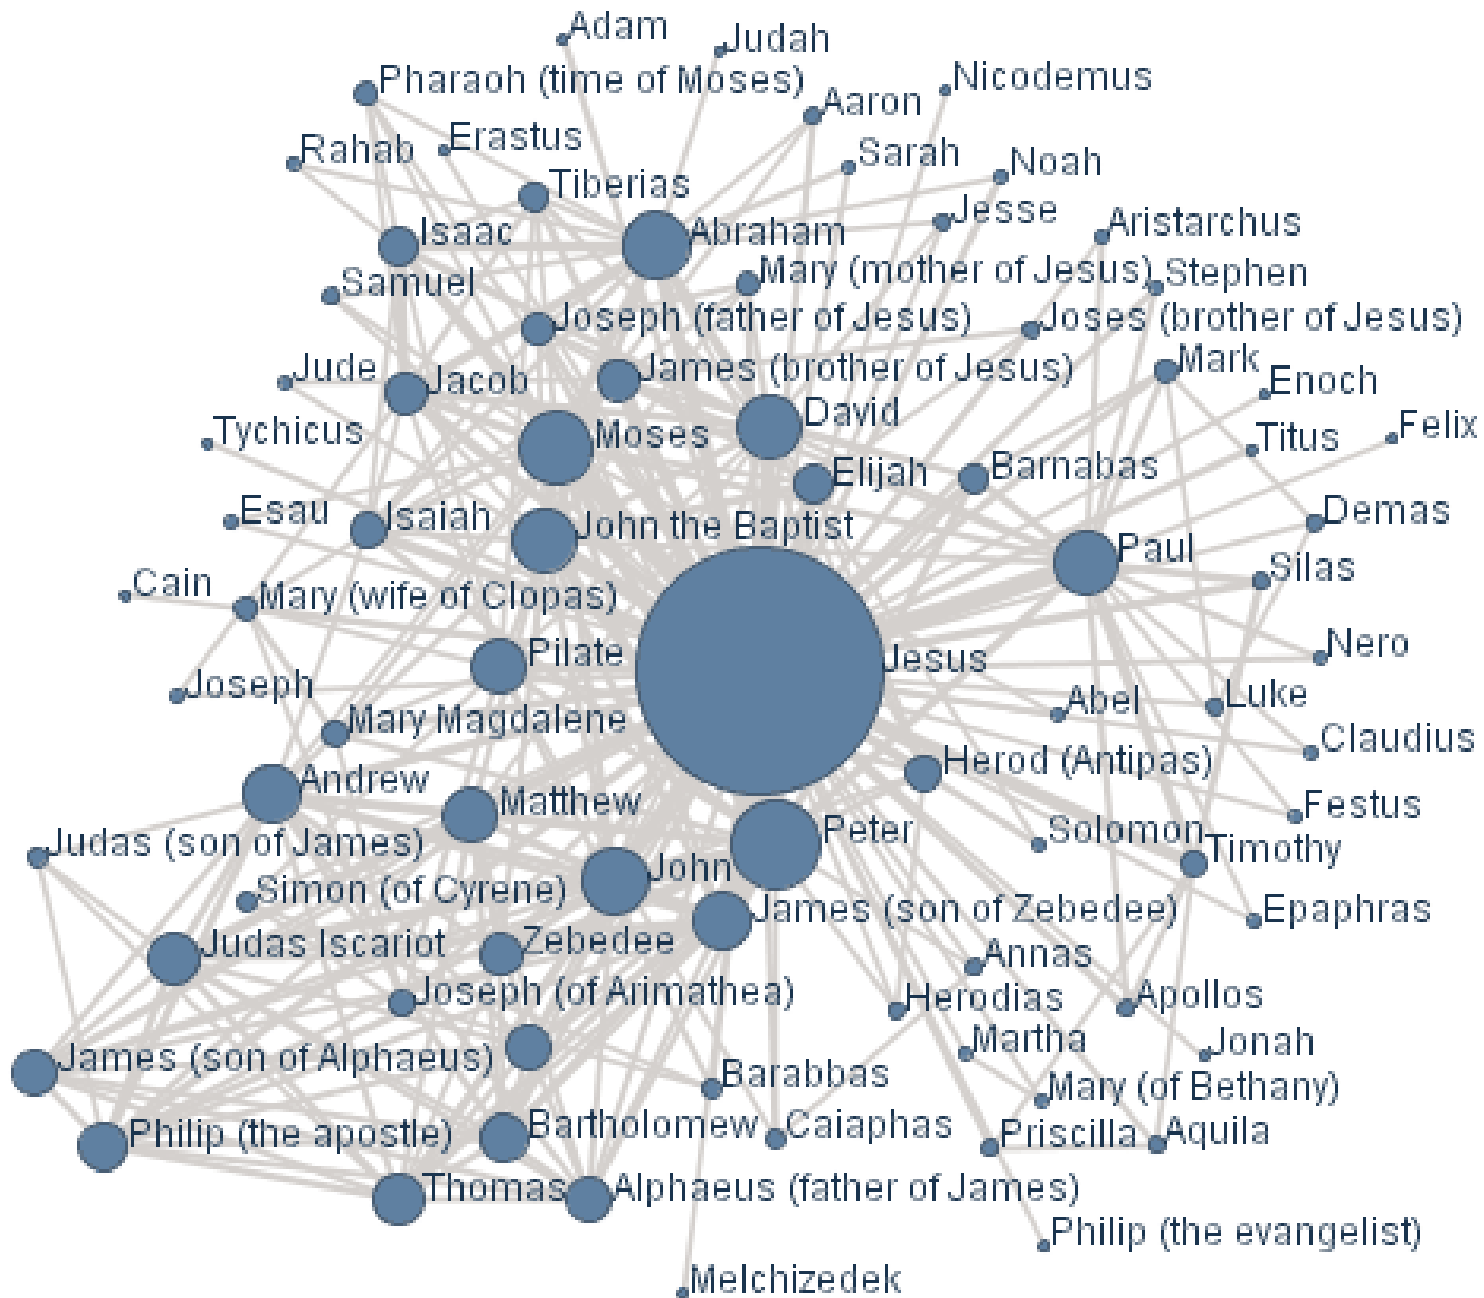 Adam
Judah
Nicodemus
Pharaoh (time of Moses)
Aaron
Erastus
Rahab
Sarah
Noah
Tiberias
Jesse
Aristarchus
Isaac
Abraham
Mary (mother of Jesus)
Stephen
Samuel
Joseph (father of Jesus)
Joses (brother of Jesus)
Mark
Jude
Jacob
James (brother of Jesus)
Enoch
David
Felix
Tychicus
Moses
Titus
Elijah
Barnabas
Esau
Isaiah
John the Baptist
Demas
Paul
Silas
Cain
Mary (wife of Clopas)
Pilate
Jesus
Nero
Joseph
Abel
Luke
Mary Magdalene
Claudius
Andrew
Herod (Antipas)
Matthew
Festus
Judas (son of James)
Peter
Solomon
Timothy
John
Simon (of Cyrene)
James (son of Zebedee)
Epaphras
Judas Iscariot
Zebedee
Annas
Joseph (of Arimathea)
Herodias
Apollos
James (son of Alphaeus)
Martha
Jonah
Barabbas
Mary (of Bethany)
Philip (the apostle)
Bartholomew
Caiaphas
Priscilla
Aquila
Thomas
Alphaeus (father of James)
Philip (the evangelist)
Melchizedek